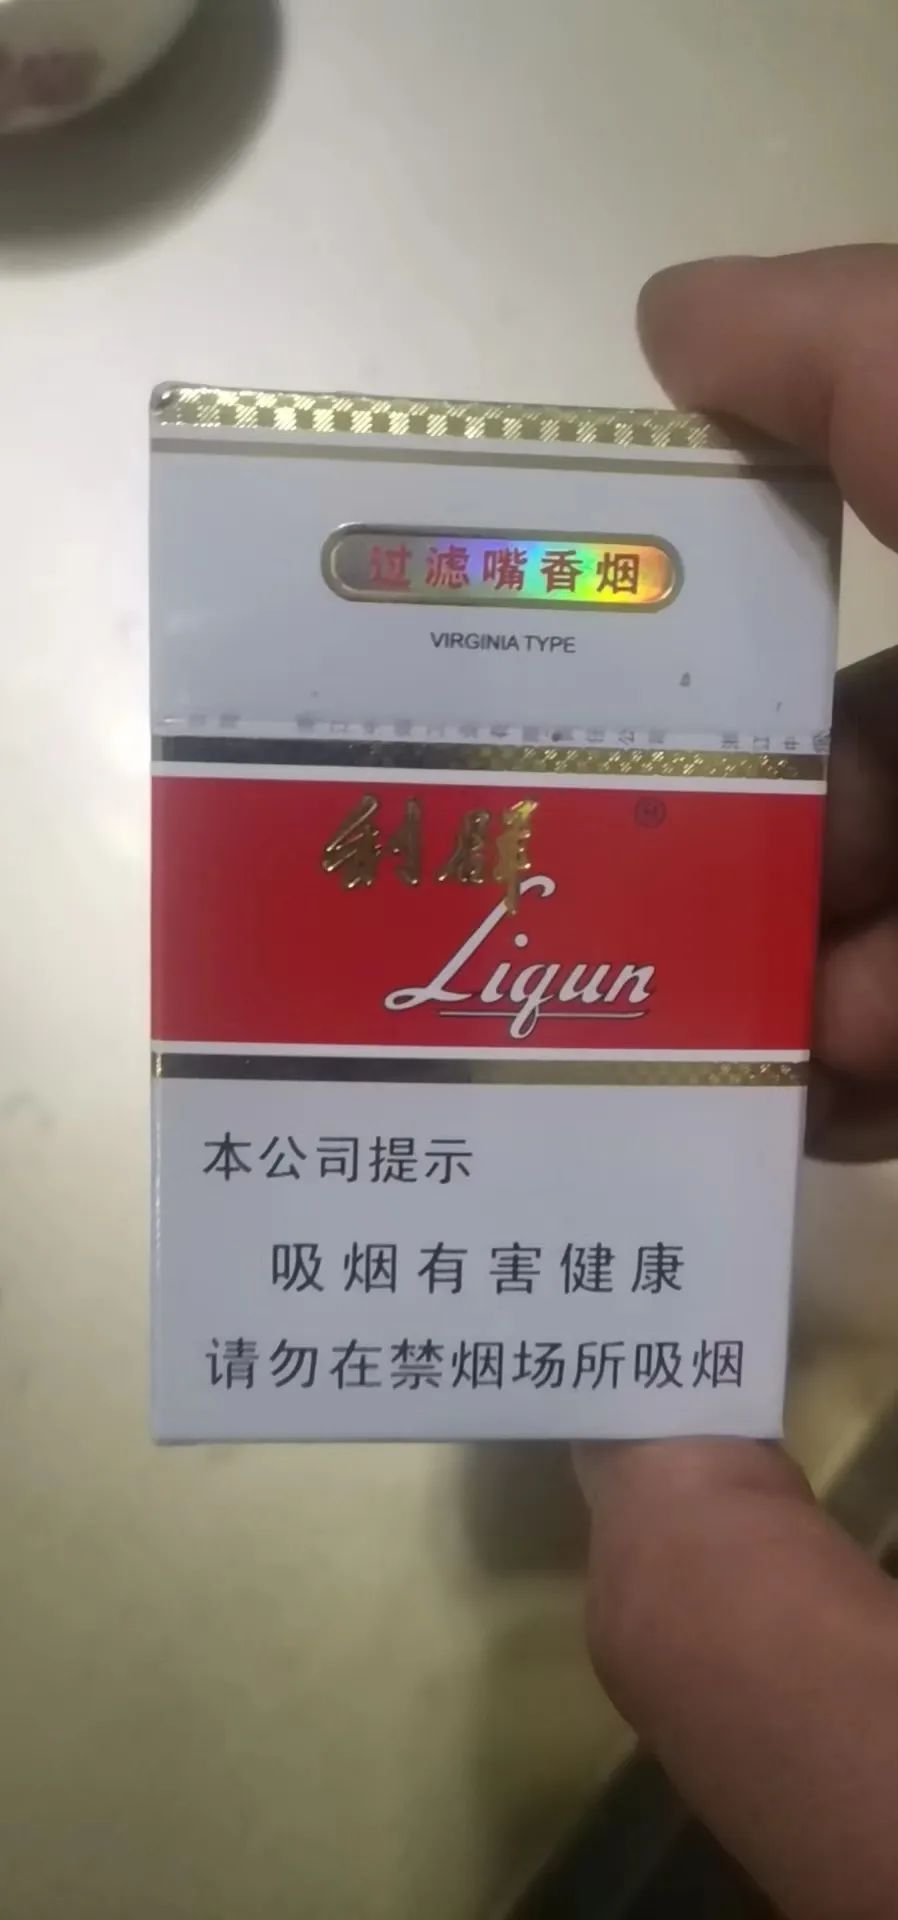 过滤嘴香烟
VIRGINIA TYPE
利群
Liqun
本公司提示
吸烟有害健康
请勿在禁烟场所吸烟